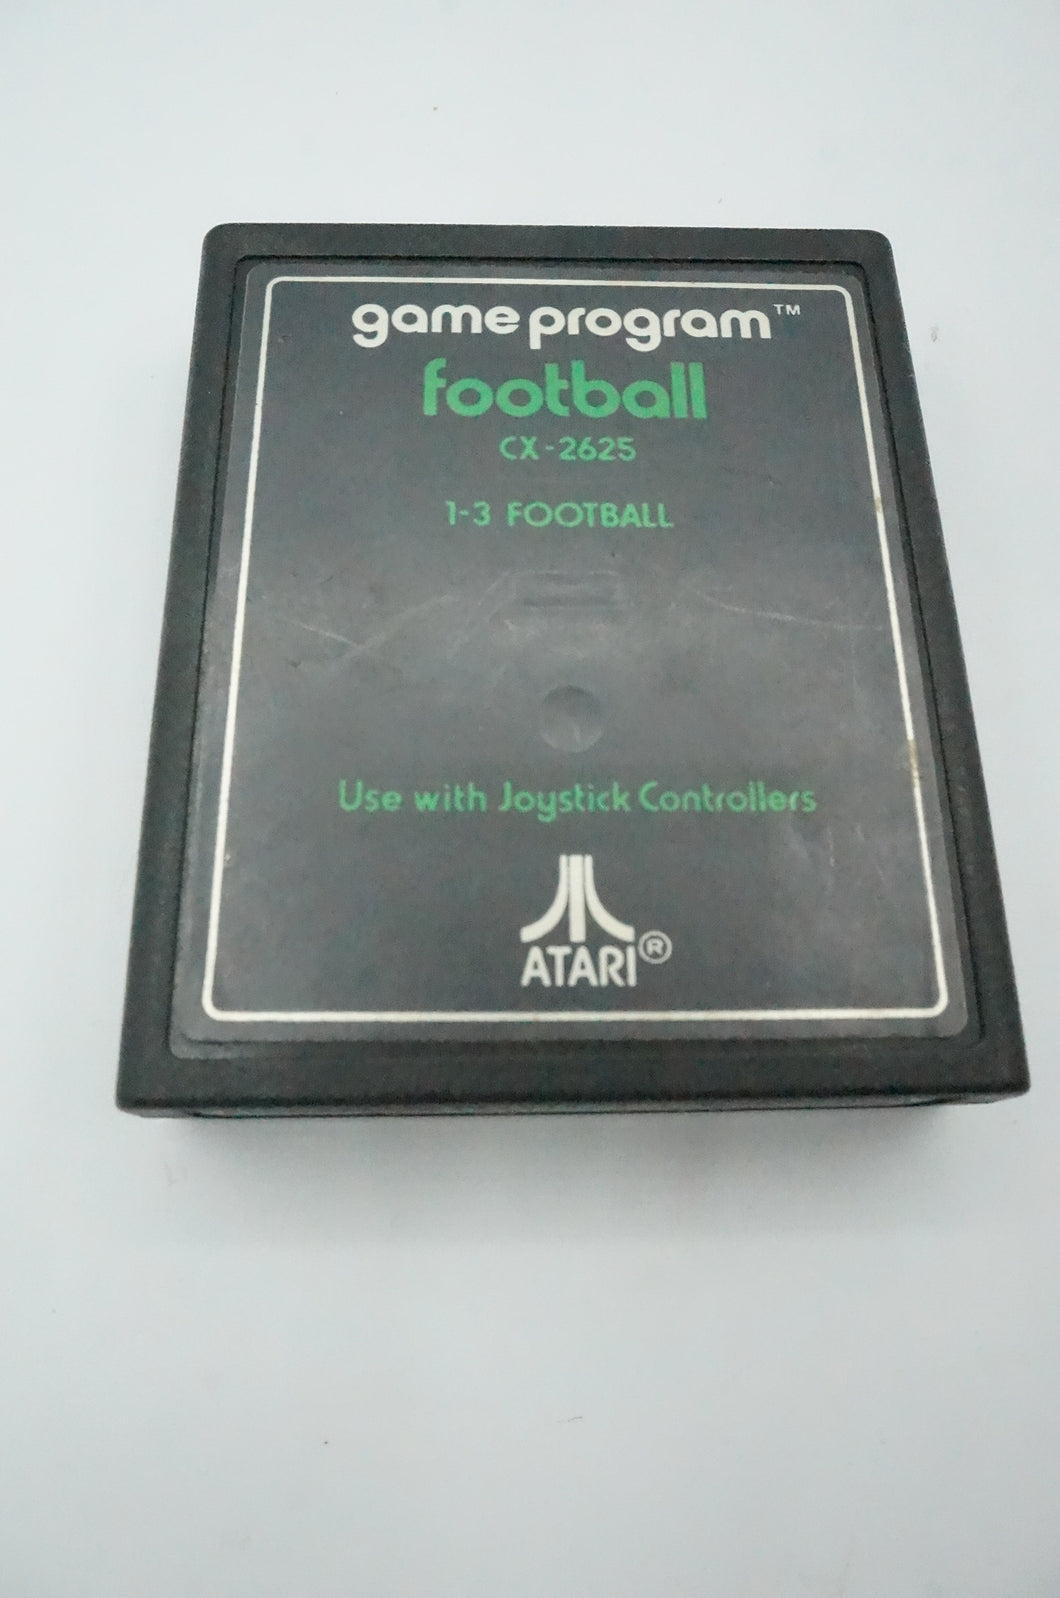 game program™
football
CX-2625
1-3 FOOTBALL
Use with Joystick Controllers
ATARI®